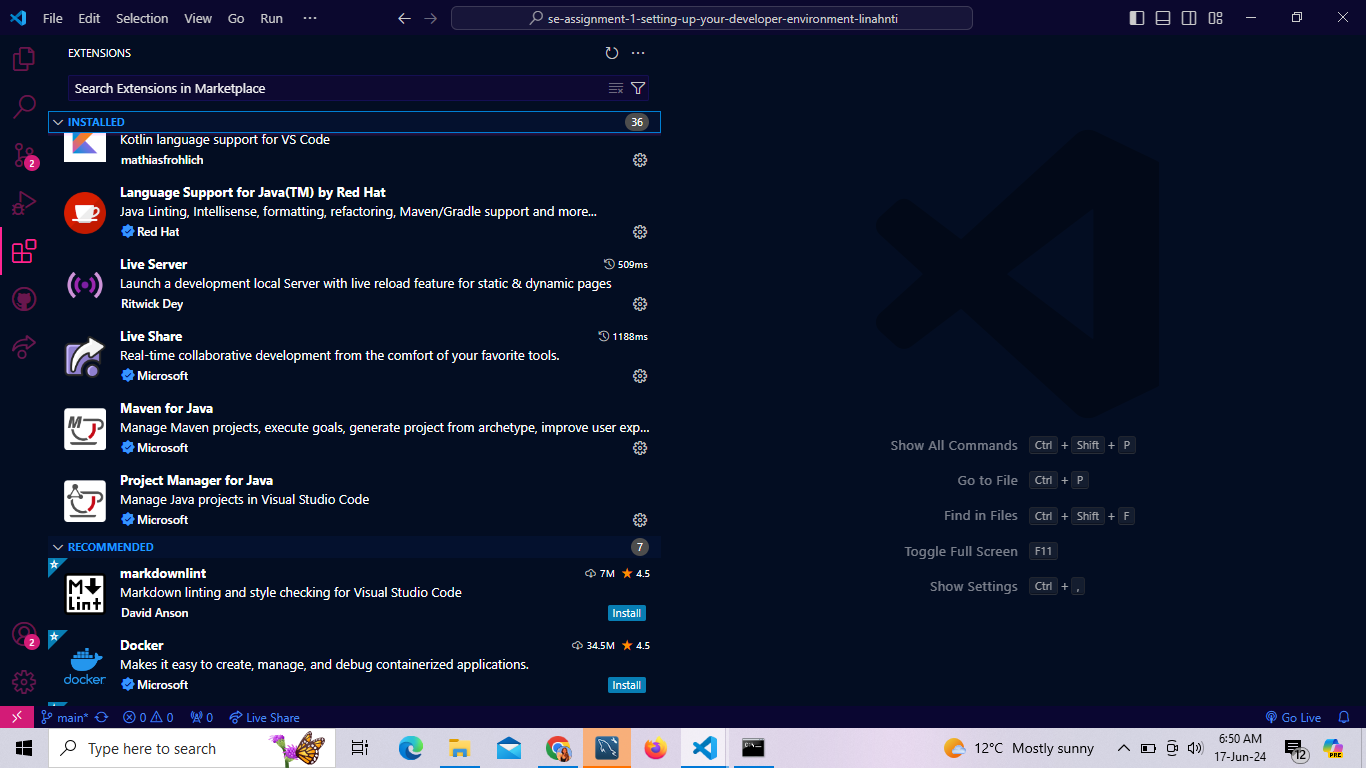 File Edit Selection View Go Run ···
se-assignment-1-setting-up-your-developer-environment-linahnti
EXTENSIONS
Search Extensions in Marketplace
INSTALLED 36
Kotlin language support for VS Code
mathiasfrohlich
Language Support for Java(TM) by Red Hat
Java Linting, Intellisense, formatting, refactoring, Maven/Gradle support and more...
Red Hat
Live Server 509ms
Launch a development local Server with live reload feature for static & dynamic pages
Ritwick Dey
Live Share 1188ms
Real-time collaborative development from the comfort of your favorite tools.
Microsoft
Maven for Java
Manage Maven projects, execute goals, generate project from archetype, improve user exp...
Microsoft
Project Manager for Java
Manage Java projects in Visual Studio Code
Microsoft
RECOMMENDED 7
markdownlint 7M 4.5
M Lint
Markdown linting and style checking for Visual Studio Code
David Anson Install
Docker 34.5M 4.5
docker
Makes it easy to create, manage, and debug containerized applications.
Microsoft Install
2
2
Show All Commands Ctrl + Shift + P
Go to File Ctrl + P
Find in Files Ctrl + Shift + F
Toggle Full Screen F11
Show Settings Ctrl + ,
main* 0 0 0 Live Share Go Live
Type here to search
12°C Mostly sunny
6:50 AM
17-Jun-24
12
PRE